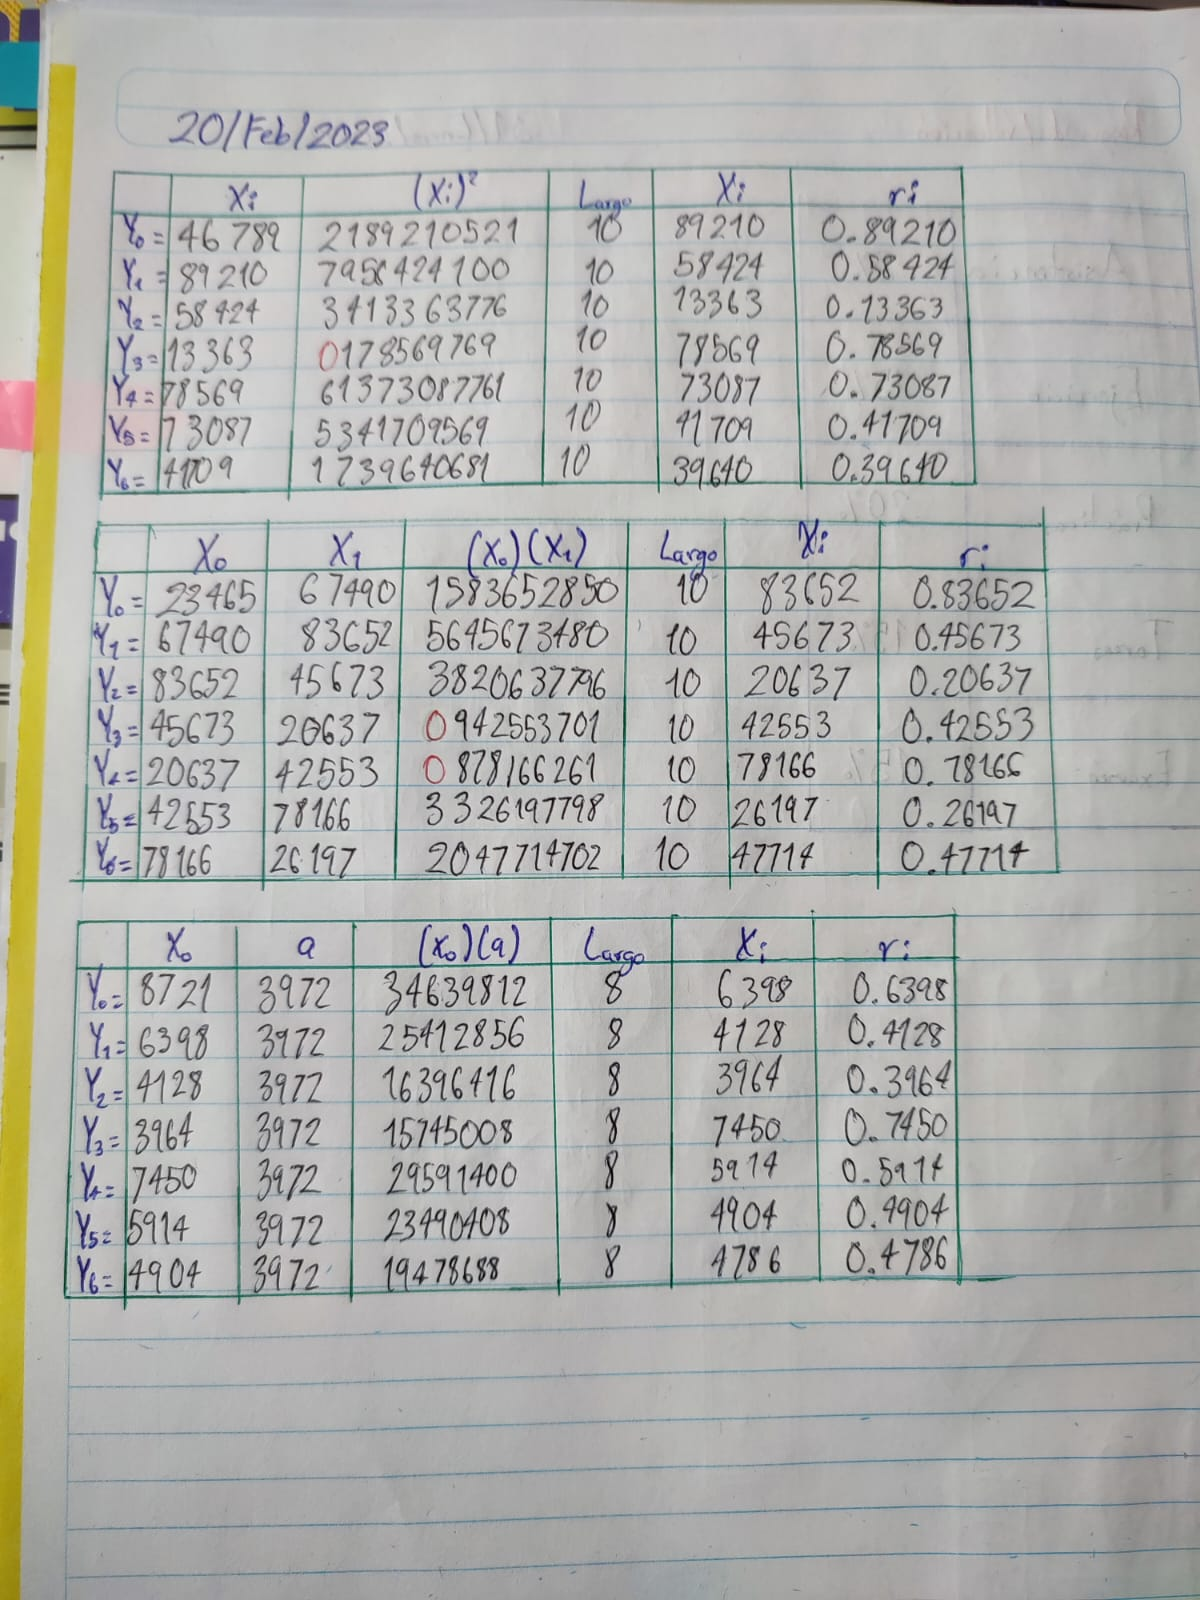 20/Feb/2023
Xi (Xi)² Largo Xi ri
Y₀= 46789 2189210521 10 89210 0.89210
Y₁= 89210 7958424100 10 58424 0.58424
Y₂= 58424 3413363776 10 13363 0.13363
Y₃= 13363 0178569769 10 78569 0.78569
Y₄= 78569 61373087761 10 73087 0.73087
Y₅= 73087 5341709569 10 41709 0.41709
Y₆= 41709 1739640681 10 39640 0.39640
X₀ X₁ (X₀)(X₁) Largo Xi ri
Y₀= 23465 67490 1583652850 10 83652 0.83652
Y₁= 67490 83652 5645673480 10 45673 0.45673
Y₂= 83652 45673 3820637796 10 20637 0.20637
Y₃= 45673 20637 0942553701 10 42553 0.42553
Y₄= 20637 42553 0878166261 10 78166 0.78166
Y₅= 42553 78166 3326197798 10 26197 0.26197
Y₆= 78166 26197 2047714702 10 47714 0.47714
X₀ a (X₀)(a) Largo Xi ri
Y₀= 8721 3972 34639812 8 6398 0.6398
Y₁= 6398 3972 25412856 8 4128 0.4128
Y₂= 4128 3972 16396416 8 3964 0.3964
Y₃= 3964 3972 15745008 8 7450 0.7450
Y₄= 7450 3972 29591400 8 5914 0.5914
Y₅= 5914 3972 23490408 8 4904 0.4904
Y₆= 4904 3972 19478688 8 4786 0.4786